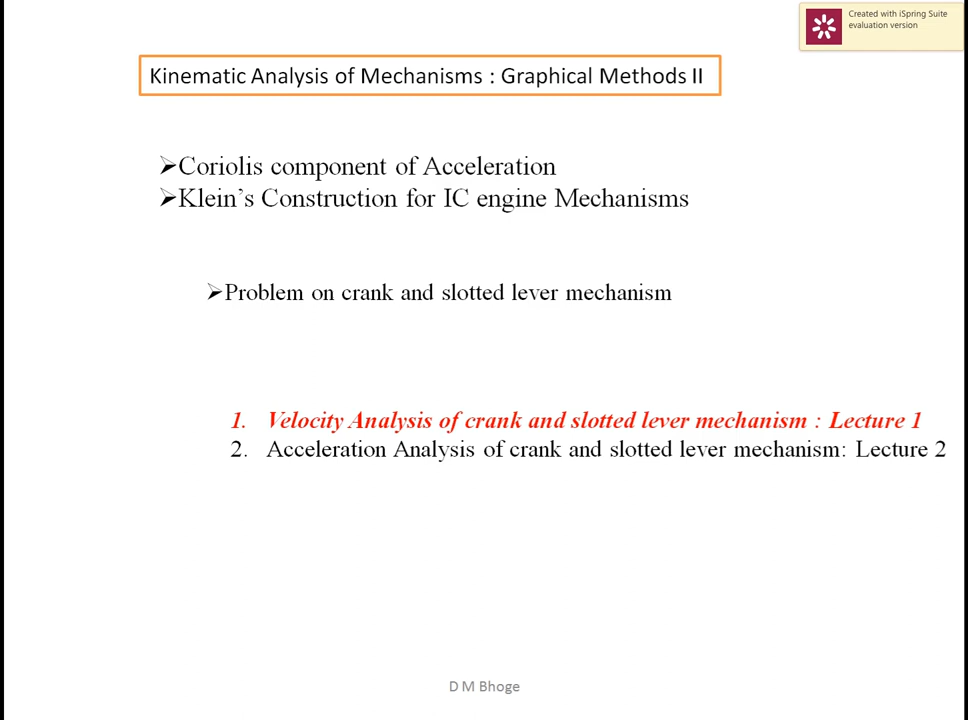 Created with iSpring Suite
evaluation version
Kinematic Analysis of Mechanisms : Graphical Methods II
➢Coriolis component of Acceleration
➢Klein’s Construction for IC engine Mechanisms
➢Problem on crank and slotted lever mechanism
1. Velocity Analysis of crank and slotted lever mechanism : Lecture 1
2. Acceleration Analysis of crank and slotted lever mechanism: Lecture 2
D M Bhoge